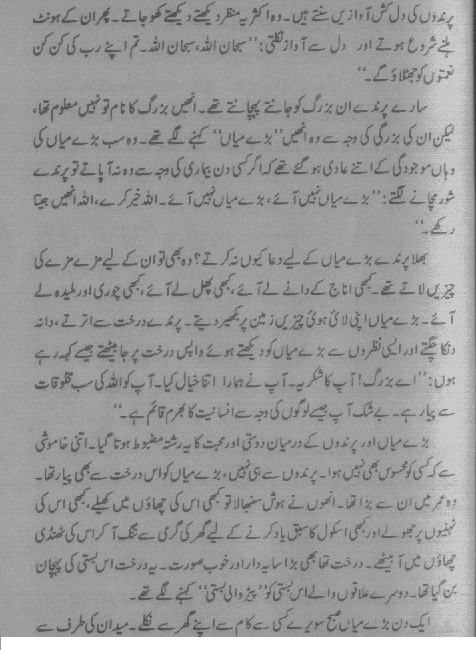 پرندوں کی دل کش آوازیں سنتے ہیں۔ وہ اکثر یہ منظر دیکھتے دیکھتے کھو جاتے۔ پھر ان کے ہونٹ
ہلنے شروع ہوتے اور دل سے آواز نکلتی: ”سبحان اللہ، سبحان اللہ۔ تم اپنے رب کی کن کن
نعمتوں کو جھٹلاؤ گے۔“
سارے پرندے ان بزرگ کو جانتے پہچانتے تھے۔ انھیں بزرگ کا نام تو نہیں معلوم تھا،
لیکن ان کی بزرگی کی وجہ سے وہ انھیں ”بڑے میاں“ کہنے لگے تھے۔ وہ سب بڑے میاں کی
وہاں موجودگی کے اتنے عادی ہو گئے تھے کہ اگر کسی دن بیماری کی وجہ سے وہ نہ آ پاتے تو پرندے
شور مچانے لگتے: ”بڑے میاں نہیں آئے، بڑے میاں نہیں آئے۔ اللہ خیر کرے، اللہ انھیں جیتا
رکھے۔“
بھلا پرندے بڑے میاں کے لیے دعا کیوں نہ کرتے؟ وہ بھی تو ان کے لیے مزے مزے کی
چیزیں لاتے تھے۔ کبھی اناج کے دانے لے آئے، کبھی پھل لے آئے، کبھی چوری اور ملیدہ لے
آئے۔ بڑے میاں اپنی لائی ہوئی چیزیں زمین پر بکھیر دیتے۔ پرندے درخت سے اترتے، دانہ
دنکا چگتے اور ایسی نظروں سے بڑے میاں کو دیکھتے ہوئے واپس درخت پر جا بیٹھتے جیسے کہہ رہے
ہوں: ”اے بزرگ! آپ کا شکریہ۔ آپ نے ہمارا اتنا خیال کیا۔ آپ کو اللہ کی سب مخلوقات
سے پیار ہے۔ بے شک آپ جیسے لوگوں کی وجہ سے انسانیت کا بھرم قائم ہے۔“
بڑے میاں اور پرندوں کے درمیان دوستی اور محبت کا یہ رشتہ مضبوط ہوتا گیا۔ اتنی خاموشی
سے کہ کسی کو محسوس بھی نہیں ہوا۔ پرندوں سے ہی نہیں، بڑے میاں کو اس درخت سے بھی پیار تھا۔
وہ عمر میں ان سے بڑا تھا۔ انھوں نے ہوش سنبھالا تو کبھی اس کی چھاؤں میں کھیلے، کبھی اس کی
ٹہنیوں پر جھولے اور کبھی اسکول کا سبق یاد کرنے کے لیے گھر کی گرمی سے تنگ آ کر اس کی ٹھنڈی
چھاؤں میں آ بیٹھے۔ درخت تھا بھی بڑا سایہ دار اور خوب صورت۔ یہ درخت اس بستی کی پہچان
بن گیا تھا۔ دوسرے علاقوں والے اس بستی کو ”پیڑ والی بستی“ کہنے لگے تھے۔
ایک دن بڑے میاں صبح سویرے کسی سے کام سے اپنے گھر سے نکلے۔ میدان کی طرف سے